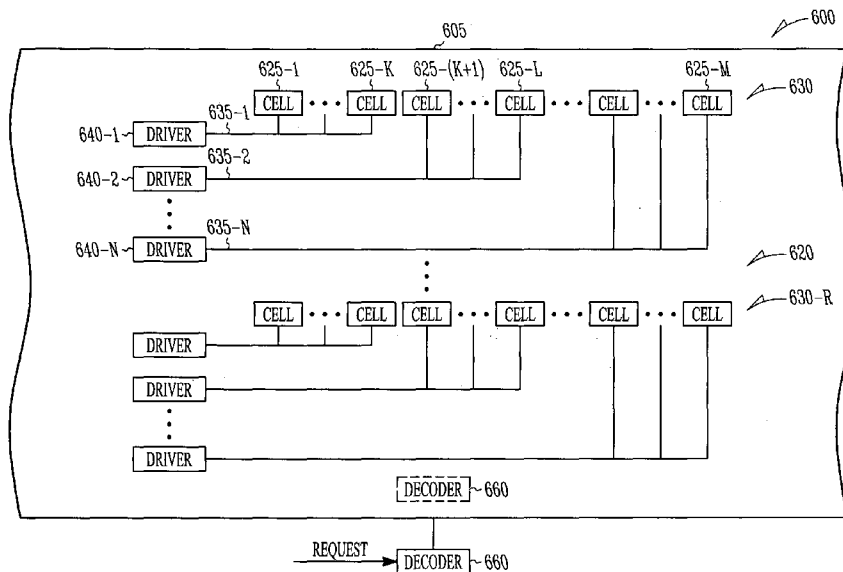 600
605
625-1 625-K 625-(K+1) 625-L 625-M
CELL ••• CELL CELL ••• CELL ••• CELL ••• CELL 630
635-1
640-1 DRIVER
635-2
640-2 DRIVER
635-N
640-N DRIVER
620
630-R
CELL ••• CELL CELL ••• CELL ••• CELL ••• CELL
DRIVER
DRIVER
DRIVER
DECODER 660
REQUEST DECODER 660